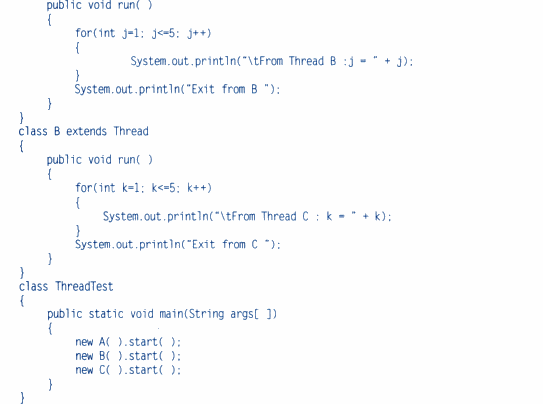 public void run( )
{
for(int j=1; j<=5; j++)
{
System.out.println("\tFrom Thread B :j = " + j);
}
System.out.println("Exit from B ");
}
}
class B extends Thread
{
public void run( )
{
for(int k=1; k<=5; k++)
{
System.out.println("\tFrom Thread C : k = " + k);
}
System.out.println("Exit from C ");
}
}
class ThreadTest
{
public static void main(String args[ ])
{
new A( ).start( );
new B( ).start( );
new C( ).start( );
}
}